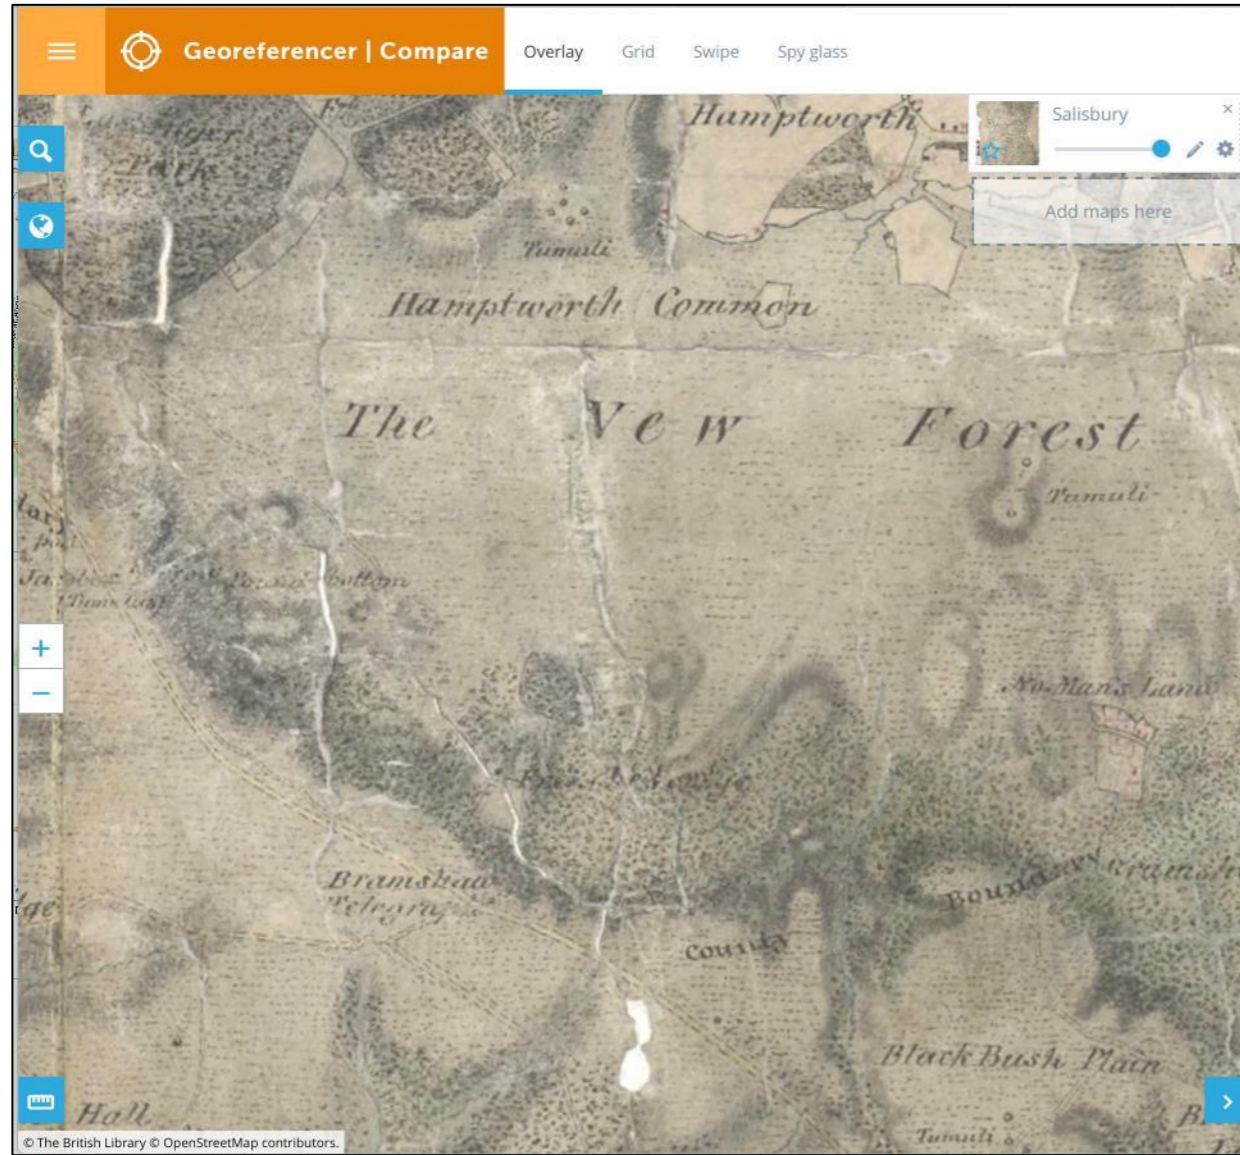 Georeferencer | Compare
Overlay
Grid
Swipe
Spy glass
Salisbury
×
Add maps here
Park
Hamptworth
Tumuli
Hamptworth Common
The New Forest
Tumuli
bottom
No Man's Land
Bramshaw
Telegraph
Boundary
County
Black Bush Plain
Hall
Tumuli
+
−
© The British Library © OpenStreetMap contributors.